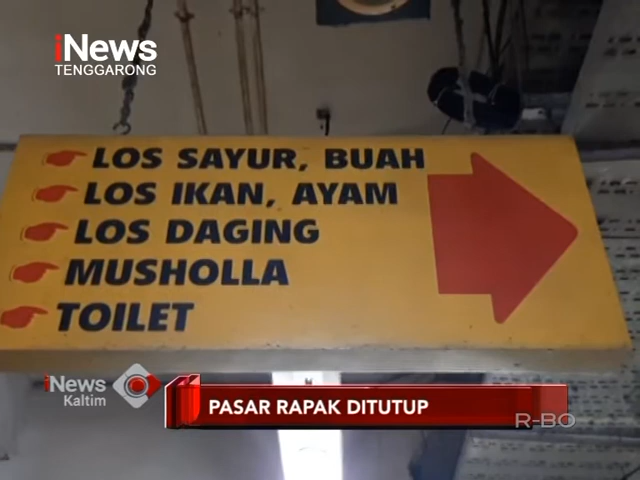 iNews
TENGGARONG
LOS SAYUR, BUAH
LOS IKAN, AYAM
LOS DAGING
MUSHOLLA
TOILET
iNews
Kaltim
PASAR RAPAK DITUTUP
R-BO